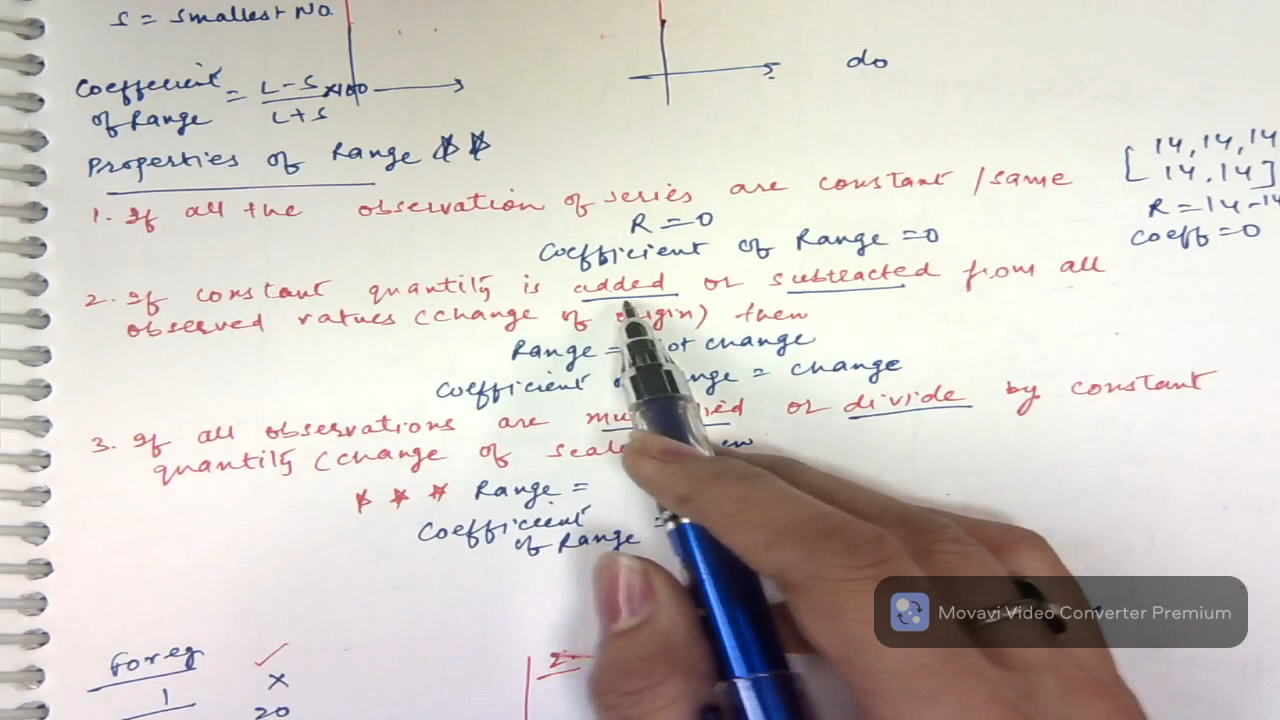 S = Smallest No.
Coeffecient of Range = L-S/L+S ×100
do
Properties of Range
14, 14, 14
14, 14]
R = 14-14
Coeff = 0
1. If all the observation of series are constant / same
R = 0
Coefficient of Range = 0
2. If constant quantity is added or subtracted from all
observed values (change of origin) then
Range = not change
Coefficient of Range = change
3. If all observations are multiplied or divide by constant
quantity (change of scale) then
Range =
Coefficient
of Range =
Movavi Video Converter Premium
Foreg
1 X
20